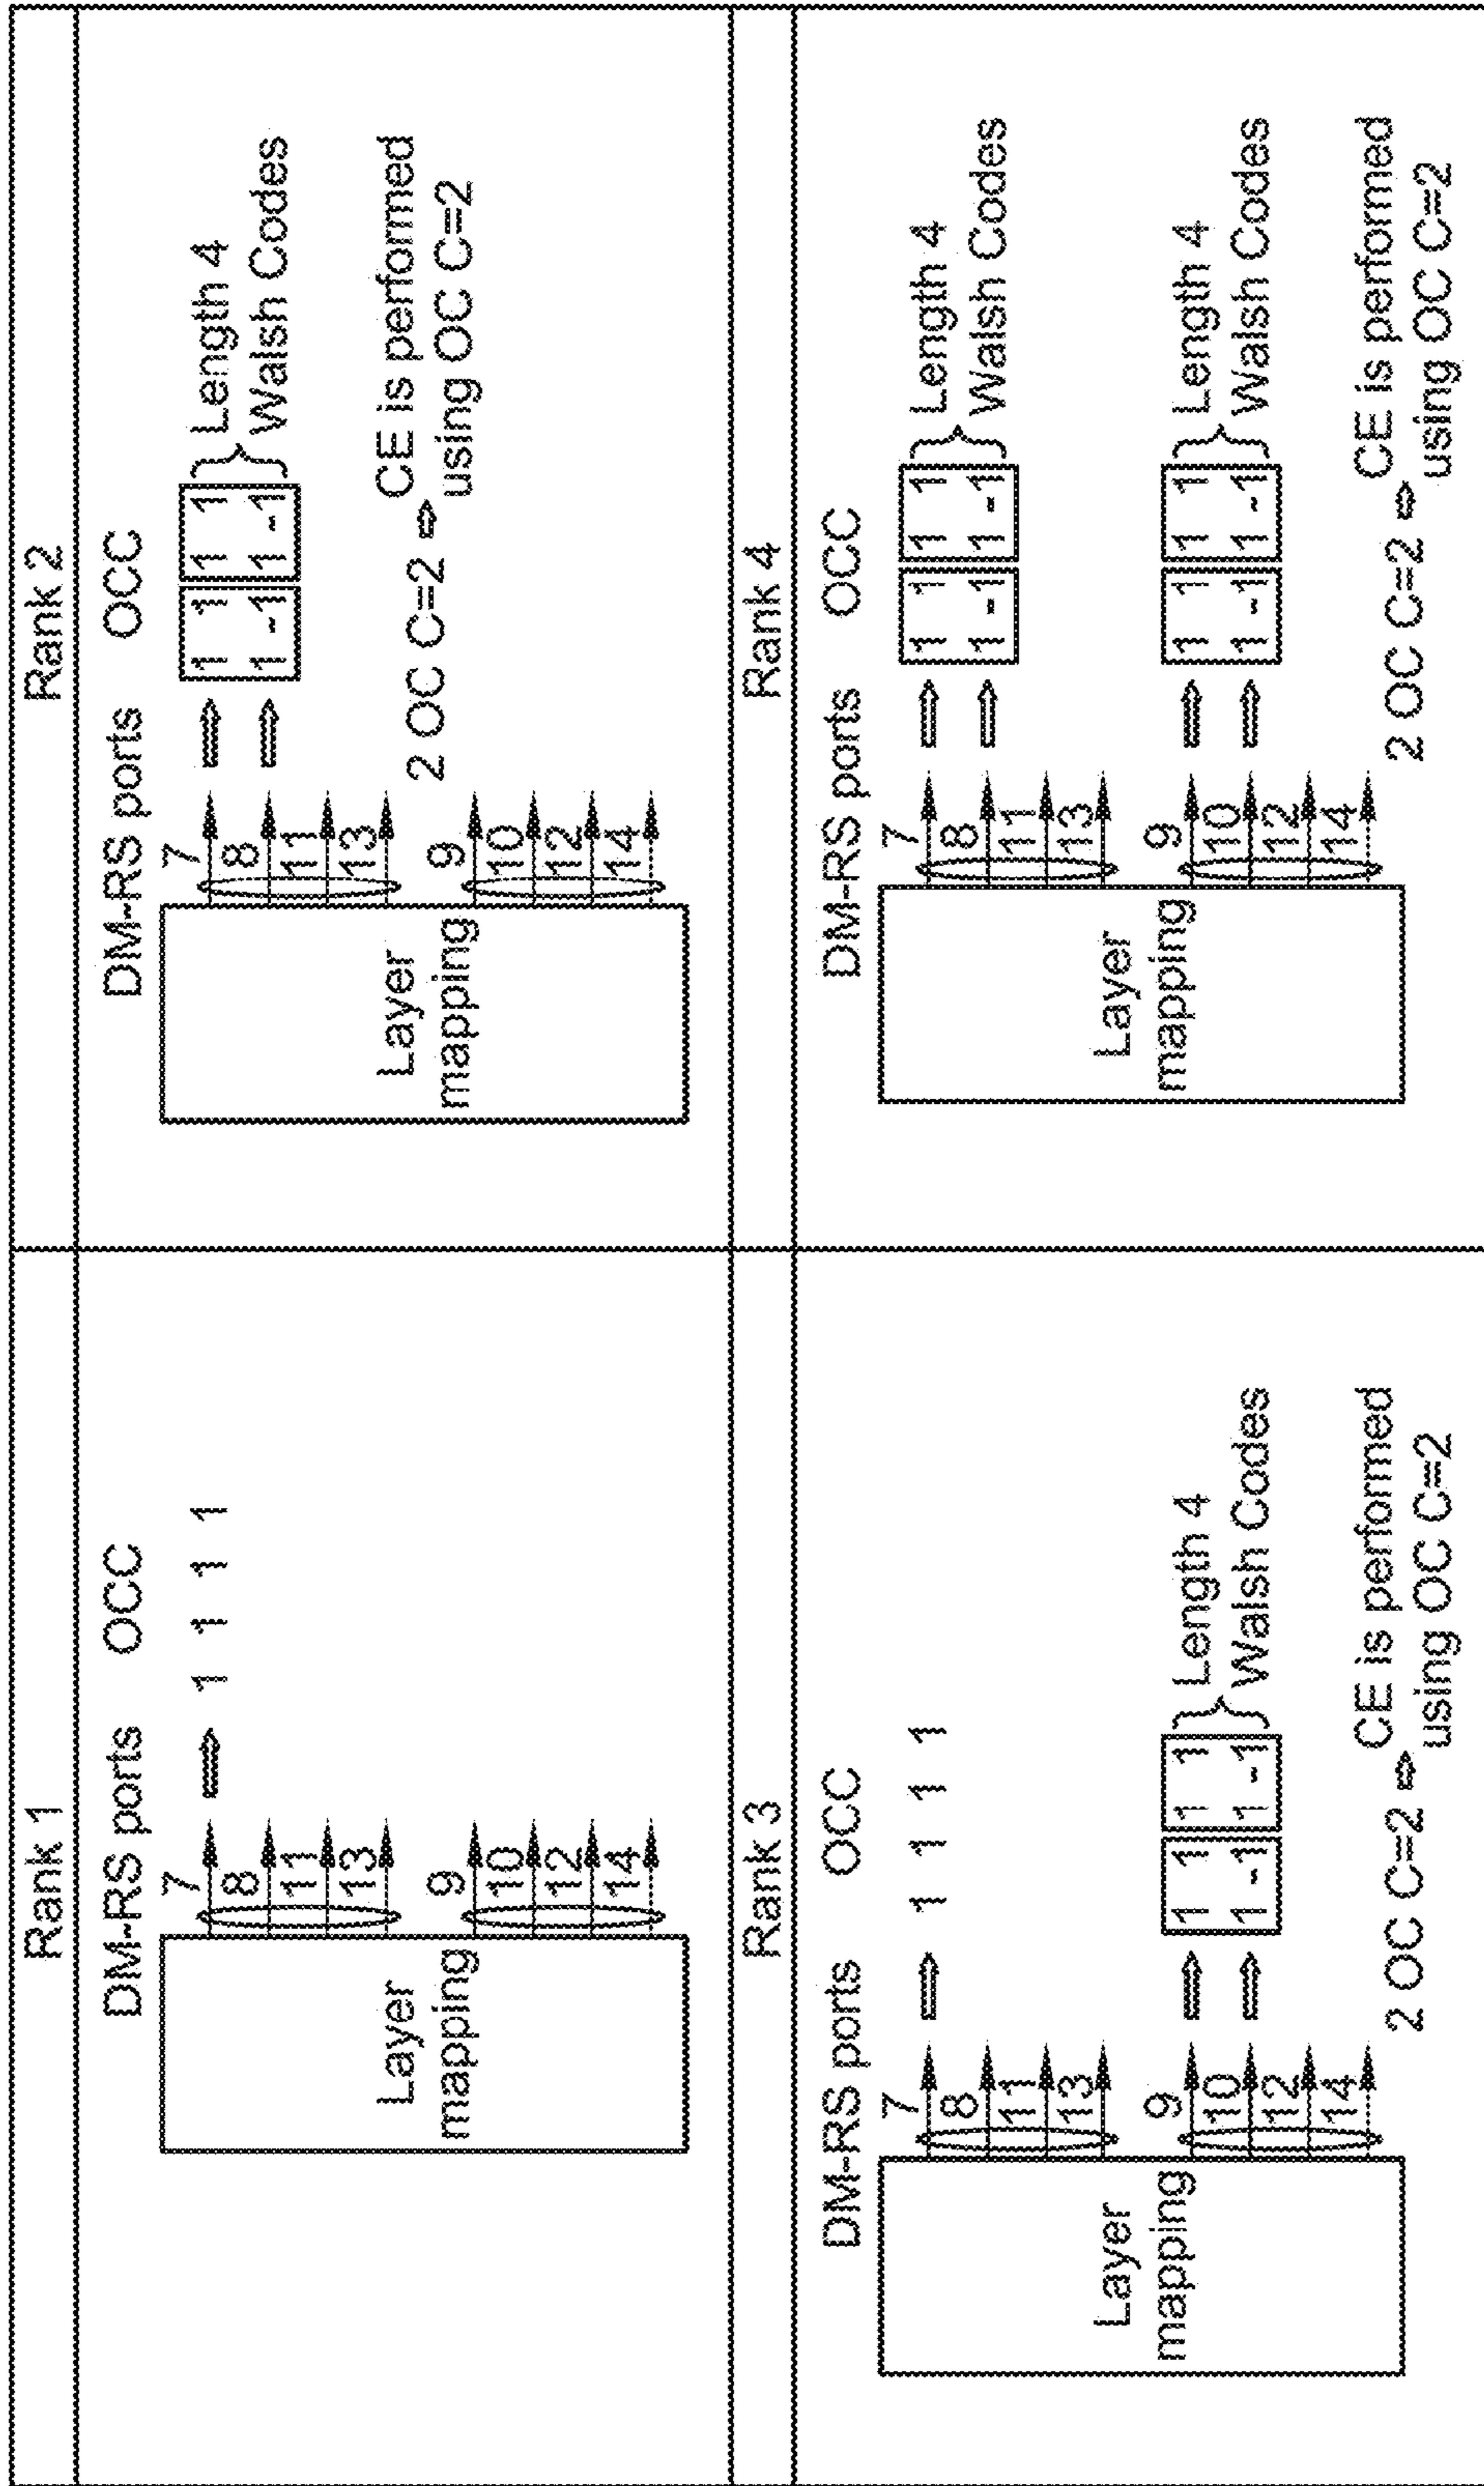 Rank 1
DM-RS ports OCC
7
8
11
13
9
10
12
14
Layer
mapping
1 1 1 1
Rank 2
DM-RS ports OCC
7
8
11
13
9
10
12
14
Layer
mapping
1 1 1 1
1 -1 1 -1
Length 4
Walsh Codes
2 OC C=2 ⇨ CE is performed
using OC C=2
Rank 3
DM-RS ports OCC
7
8
11
13
9
10
12
14
Layer
mapping
1 1 1 1
1 1 1 1
1 -1 1 -1
Length 4
Walsh Codes
2 OC C=2 ⇨ CE is performed
using OC C=2
Rank 4
DM-RS ports OCC
7
8
11
13
9
10
12
14
Layer
mapping
1 1 1 1
1 -1 1 -1
Length 4
Walsh Codes
1 1 1 1
1 -1 1 -1
Length 4
Walsh Codes
2 OC C=2 ⇨ CE is performed
using OC C=2